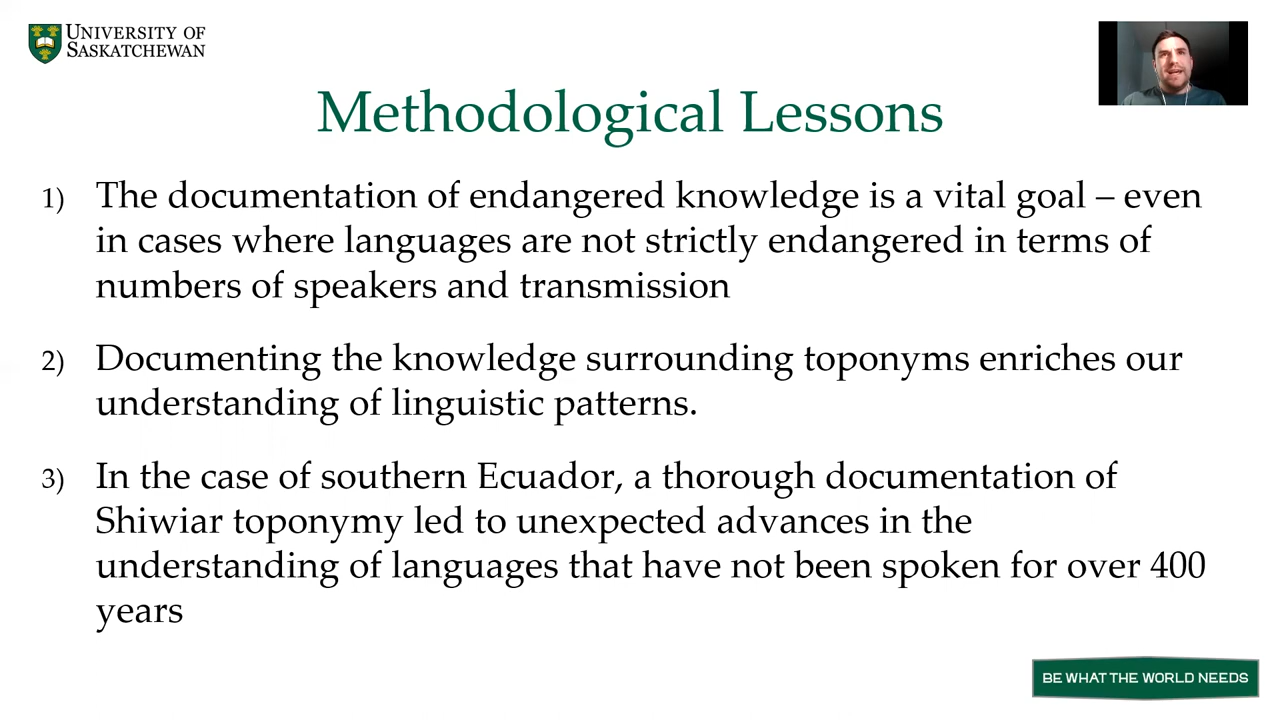 UNIVERSITY OF
SASKATCHEWAN
Methodological Lessons
1) The documentation of endangered knowledge is a vital goal – even
in cases where languages are not strictly endangered in terms of
numbers of speakers and transmission
2) Documenting the knowledge surrounding toponyms enriches our
understanding of linguistic patterns.
3) In the case of southern Ecuador, a thorough documentation of
Shiwiar toponymy led to unexpected advances in the
understanding of languages that have not been spoken for over 400
years
BE WHAT THE WORLD NEEDS